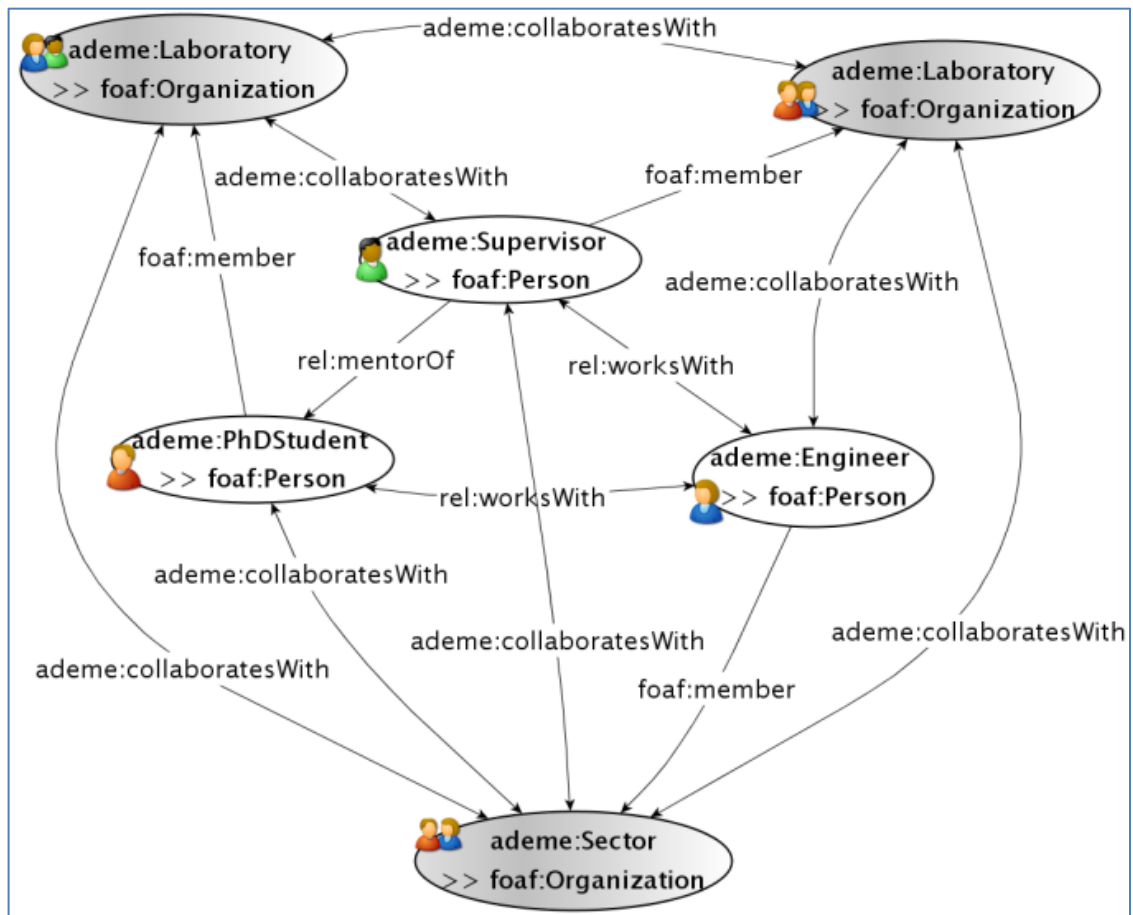 ademe:collaboratesWith
ademe:Laboratory
>> foaf:Organization
ademe:Laboratory
>> foaf:Organization
ademe:collaboratesWith
foaf:member
foaf:member
ademe:Supervisor
>> foaf:Person
ademe:collaboratesWith
rel:mentorOf
rel:worksWith
ademe:PhDStudent
>> foaf:Person
ademe:Engineer
>> foaf:Person
rel:worksWith
ademe:collaboratesWith
ademe:collaboratesWith
ademe:collaboratesWith
ademe:collaboratesWith
foaf:member
ademe:Sector
>> foaf:Organization